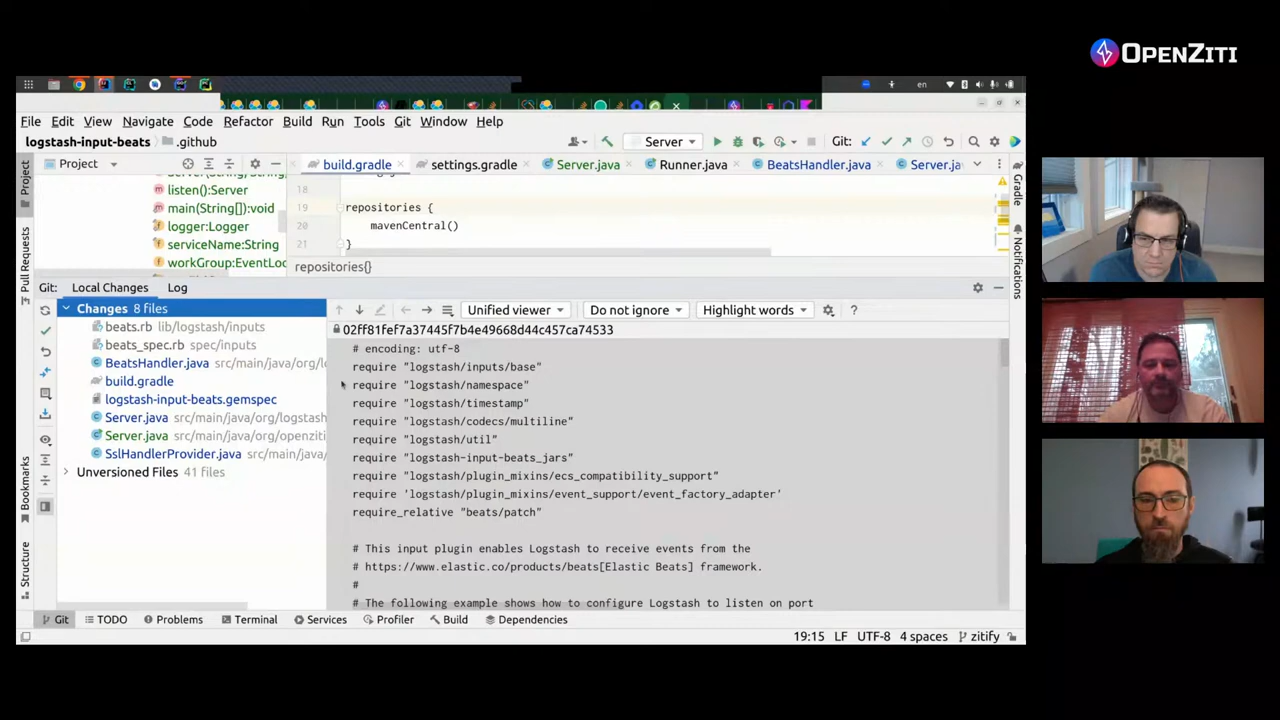 OPENZITI
en
File Edit View Navigate Code Refactor Build Run Tools Git Window Help
logstash-input-beats .github Server Git:
Project build.gradle settings.gradle Server.java Runner.java BeatsHandler.java Server.ja
Project
Pull Requests
Bookmarks
Structure
Gradle
Notifications
listen():Server
main(String[]):void
logger:Logger
serviceName:String
workGroup:EventLoo
18
19 repositories {
20 mavenCentral()
21 }
repositories{}
Git: Local Changes Log
Changes 8 files
beats.rb lib/logstash/inputs
beats_spec.rb spec/inputs
BeatsHandler.java src/main/java/org/l
build.gradle
logstash-input-beats.gemspec
Server.java src/main/java/org/logstash
Server.java src/main/java/org/openziti
SslHandlerProvider.java src/main/java/
Unversioned Files 41 files
Unified viewer Do not ignore Highlight words ?
02ff81fef7a37445f7b4e49668d44c457ca74533
# encoding: utf-8
require "logstash/inputs/base"
require "logstash/namespace"
require "logstash/timestamp"
require "logstash/codecs/multiline"
require "logstash/util"
require "logstash-input-beats_jars"
require "logstash/plugin_mixins/ecs_compatibility_support"
require 'logstash/plugin_mixins/event_support/event_factory_adapter'
require_relative "beats/patch"
# This input plugin enables Logstash to receive events from the
# https://www.elastic.co/products/beats[Elastic Beats] framework.
#
# The following example shows how to configure Logstash to listen on port
Git TODO Problems Terminal Services Profiler Build Dependencies
19:15 LF UTF-8 4 spaces zitify